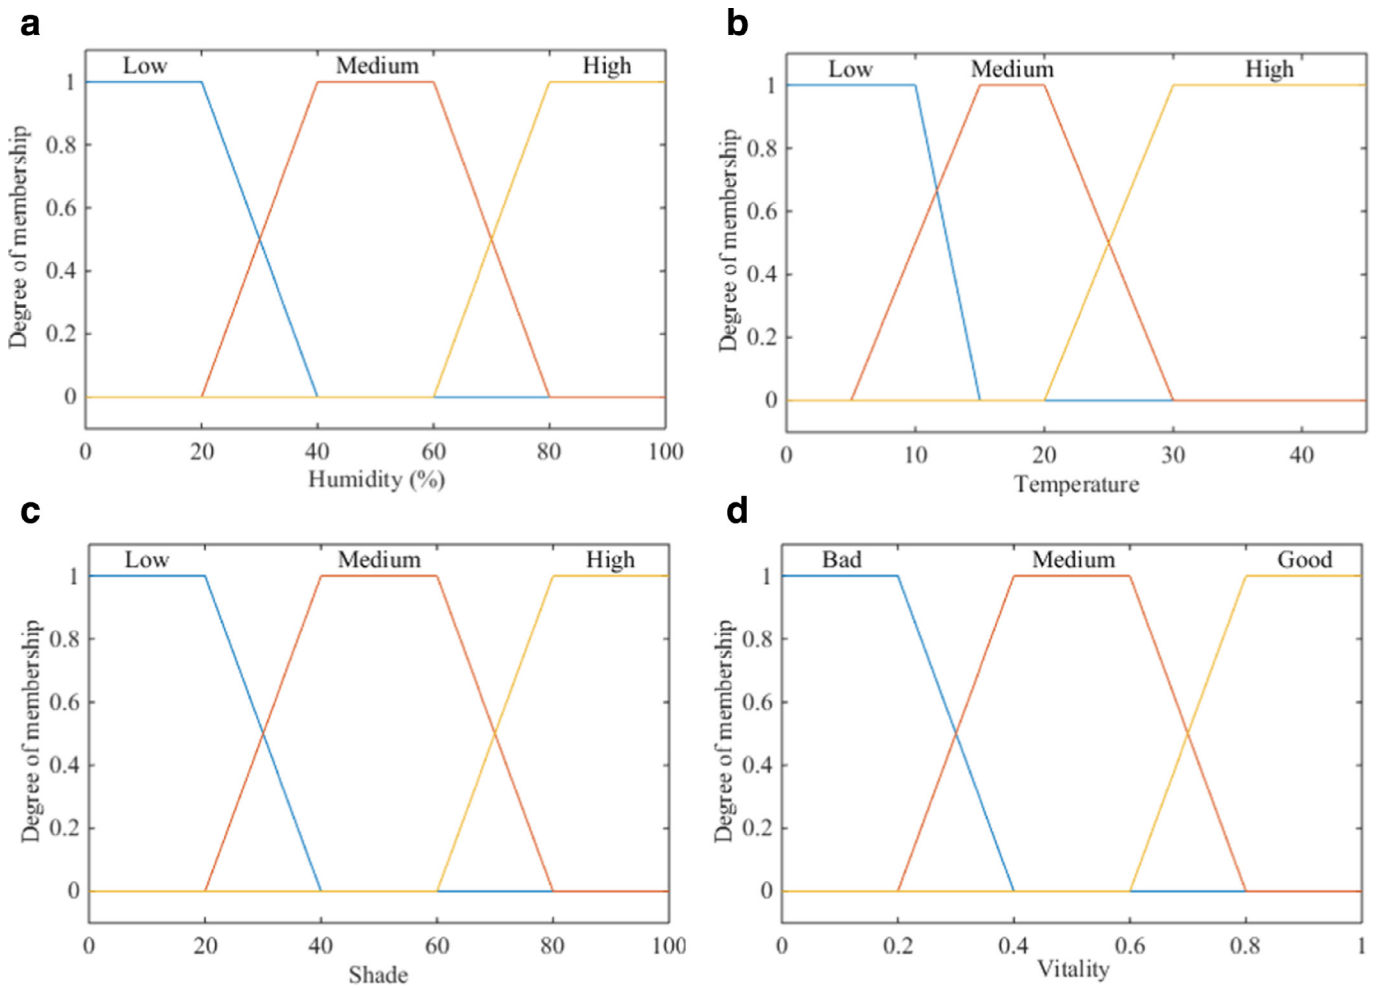 a
Low Medium High
1
0.8
0.6
0.4
0.2
0
Degree of membership
0 20 40 60 80 100
Humidity (%)
b
Low Medium High
1
0.8
0.6
0.4
0.2
0
Degree of membership
0 10 20 30 40
Temperature
c
Low Medium High
1
0.8
0.6
0.4
0.2
0
Degree of membership
0 20 40 60 80 100
Shade
d
Bad Medium Good
1
0.8
0.6
0.4
0.2
0
Degree of membership
0 0.2 0.4 0.6 0.8 1
Vitality